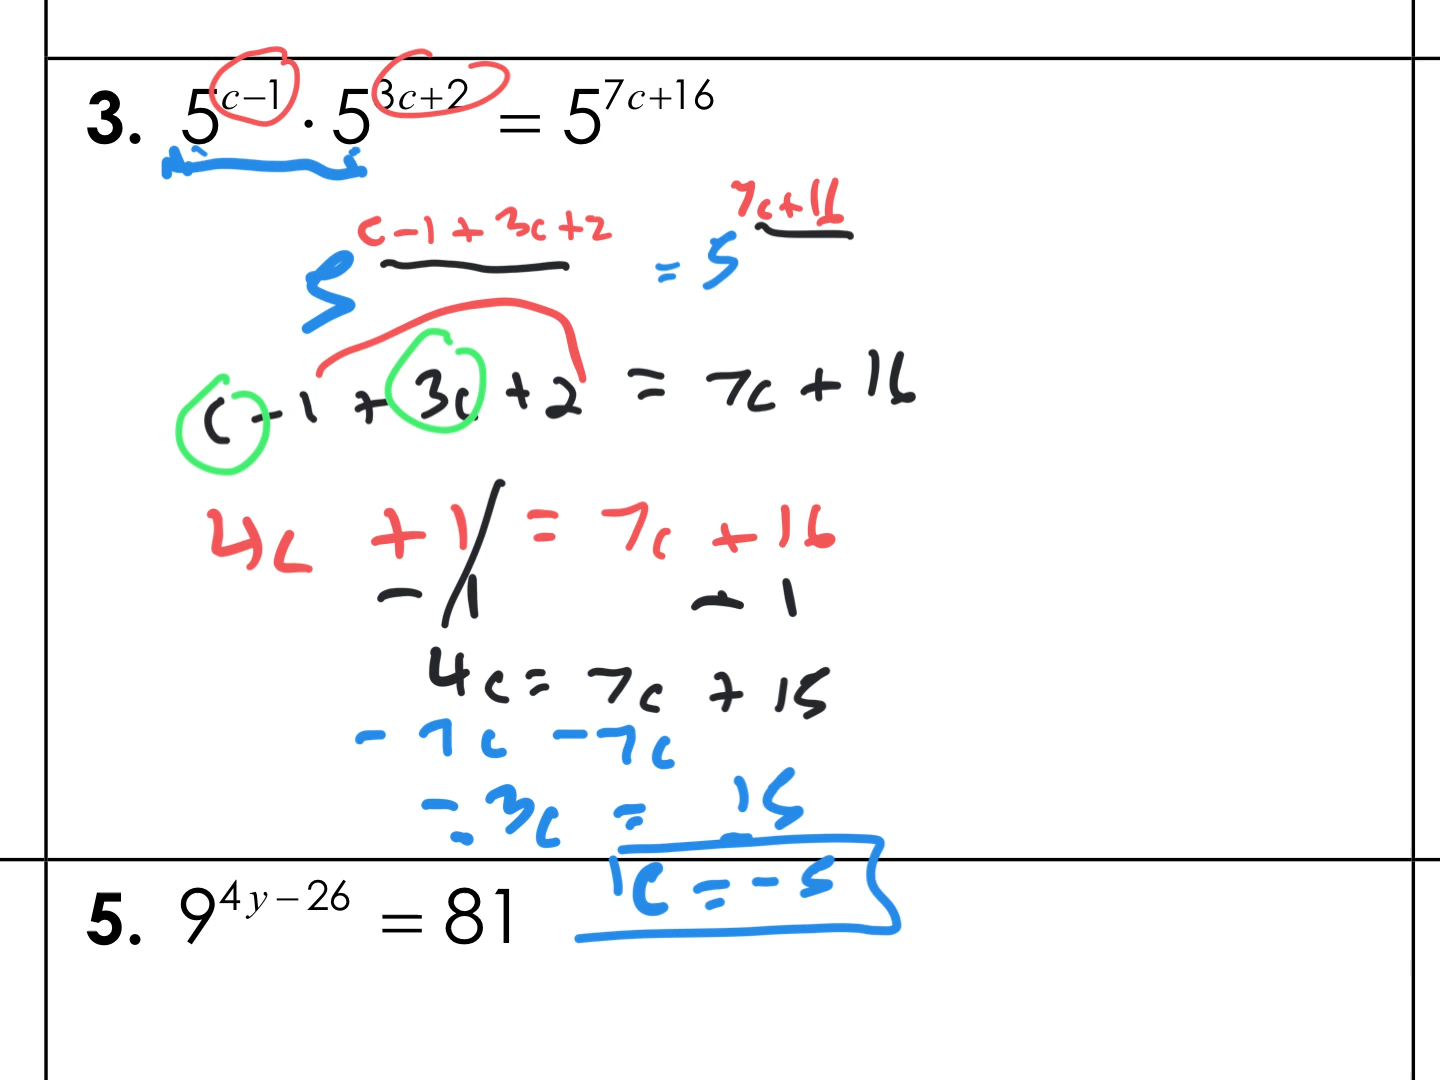 3. 5^{c−1} · 5^{3c+2} = 5^{7c+16}
5^{c-1+3c+2} = 5^{7c+16}
c - 1 + 3c + 2 = 7c + 16
4c + 1 = 7c + 16
- 1 - 1
4c = 7c + 15
- 7c - 7c
- 3c = 15
c = - 5
5. 9^{4y−26} = 81